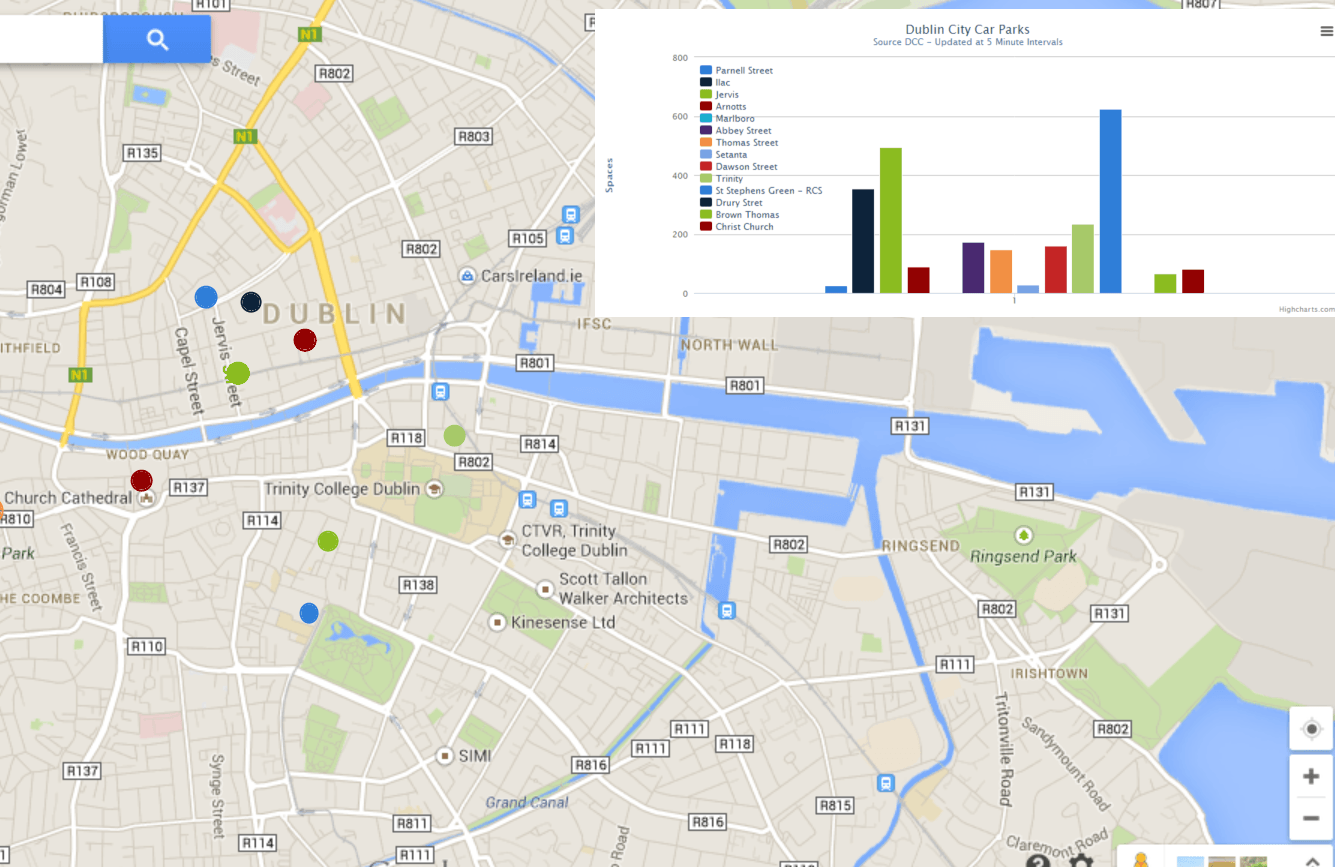 R101
R807
N1
R802
s Street
Dublin City Car Parks
Source DCC - Updated at 5 Minute Intervals
800
600
400
200
0
Spaces
1
Parnell Street
Ilac
Jervis
Arnotts
Marlboro
Abbey Street
Thomas Street
Setanta
Dawson Street
Trinity
St Stephens Green - RCS
Drury Stret
Brown Thomas
Christ Church
Highcharts.com
N1
R803
R135
gorman Lower
R802
R105
CarsIreland.ie
R804
R108
DUBLIN
IFSC
NORTH WALL
ITHFIELD
Capel Street
Jervis Street
N1
R801
R801
R131
R118
R814
WOOD QUAY
R802
Church Cathedral
R137
Trinity College Dublin
R131
R810
R114
Park
Francis Street
CTVR, Trinity
College Dublin
R802
RINGSEND
Ringsend Park
R138
Scott Tallon
Walker Architects
HE COOMBE
Kinesense Ltd
R802
R131
R110
R111
IRISHTOWN
Tritonville Road
Sandymount Road
R111
R118
R111
R802
SIMI
R816
R137
Synge Street
Grand Canal
R815
R811
R816
R114
R111
Road
Claremont Road